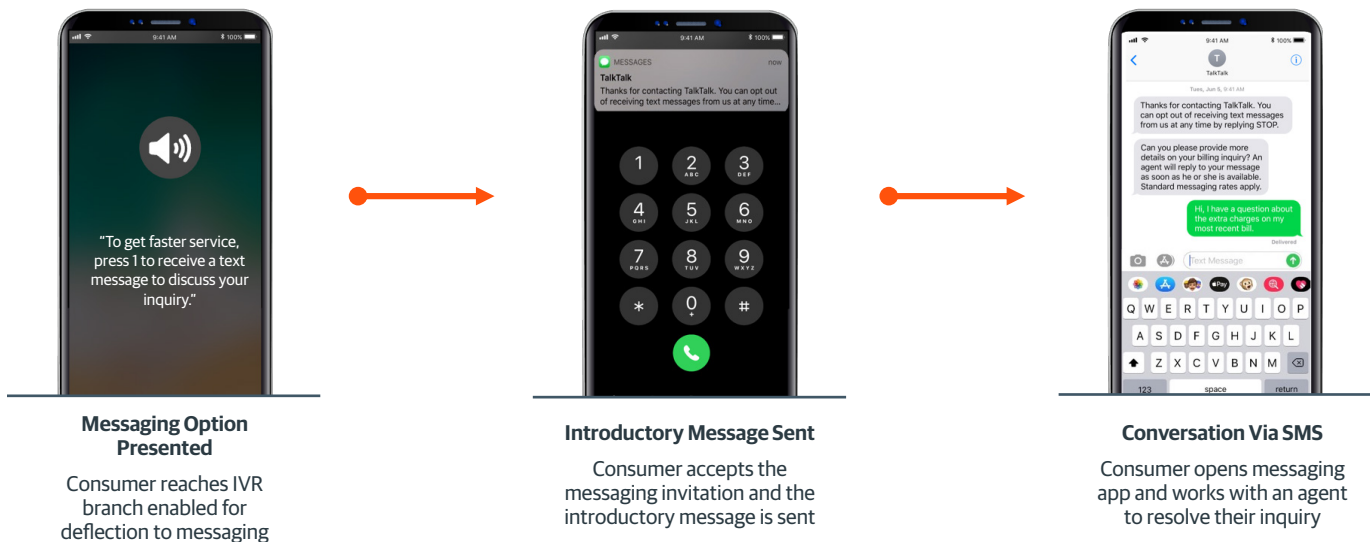 9:41 AM
100%
"To get faster service,
press 1 to receive a text
message to discuss your
inquiry."
Messaging Option
Presented
Consumer reaches IVR
branch enabled for
deflection to messaging
9:41 AM
100%
MESSAGES
now
TalkTalk
Thanks for contacting TalkTalk. You can opt out
of receiving text messages from us at any time...
1
2
3
ABC
DEF
4
5
6
GHI
JKL
MNO
7
8
9
PQRS
TUV
WXYZ
*
0
#
+
Introductory Message Sent
Consumer accepts the
messaging invitation and the
introductory message is sent
9:41 AM
100%
T
TalkTalk
Tues, Jun 5, 9:41 AM
Thanks for contacting TalkTalk. You
can opt out of receiving text messages
from us at any time by replying STOP.
Can you please provide more
details on your billing inquiry? An
agent will reply to your message
as soon as he or she is available.
Standard messaging rates apply.
Hi, I have a question about
the extra charges on my
most recent bill.
Delivered
Text Message
Pay
Q W E R T Y U I O P
A S D F G H J K L
Z X C V B N M
123
space
return
Conversation Via SMS
Consumer opens messaging
app and works with an agent
to resolve their inquiry